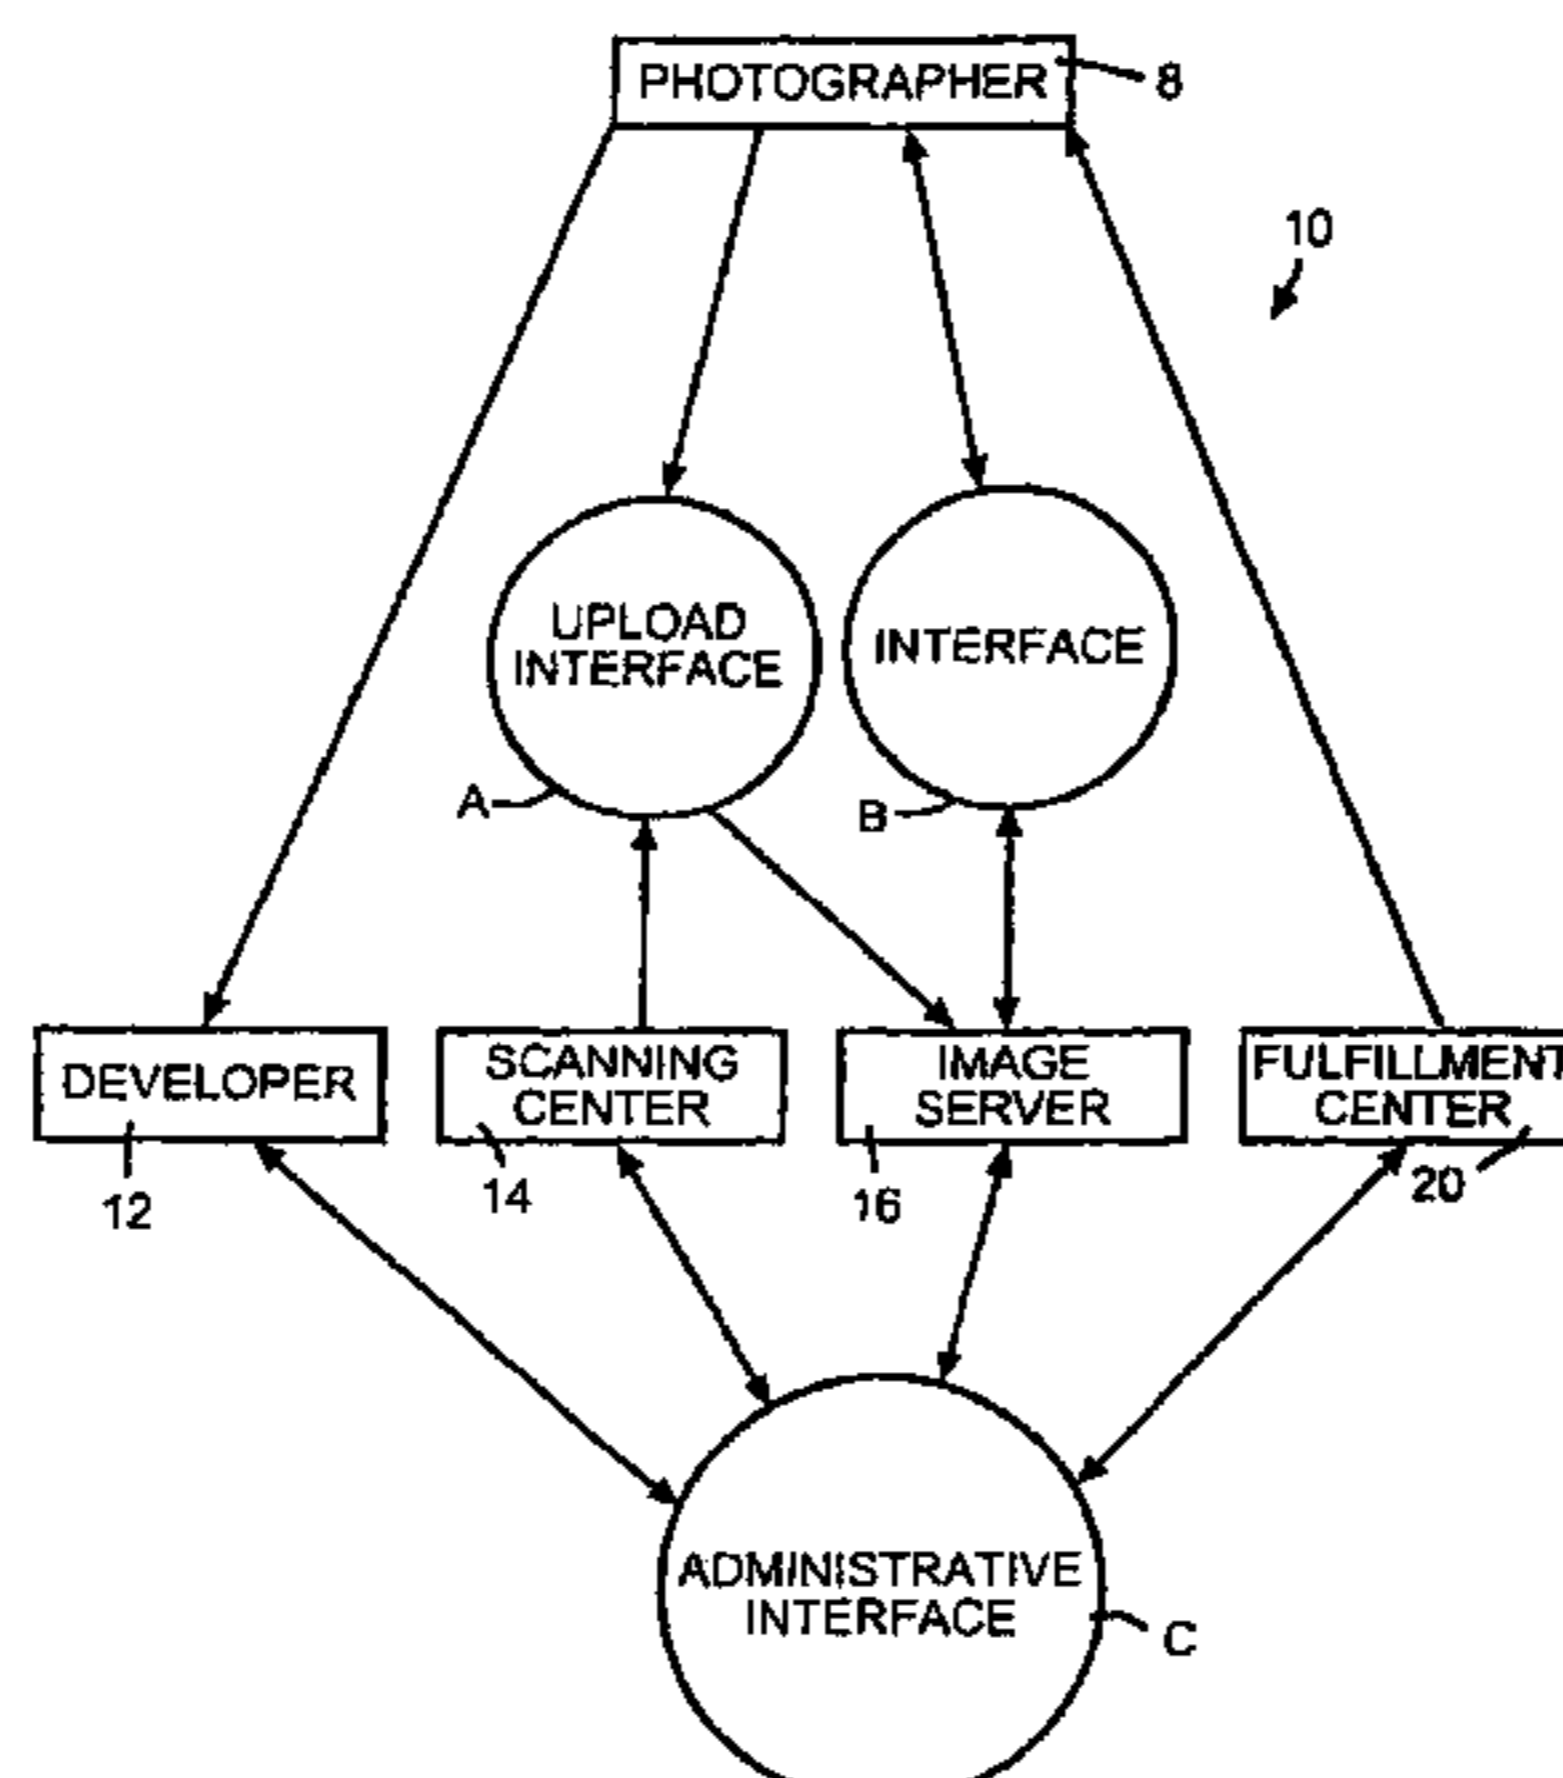 PHOTOGRAPHER
8
10
UPLOAD
INTERFACE
INTERFACE
A
B
DEVELOPER
SCANNING
CENTER
IMAGE
SERVER
FULFILLMENT
CENTER
12
14
16
20
ADMINISTRATIVE
INTERFACE
C